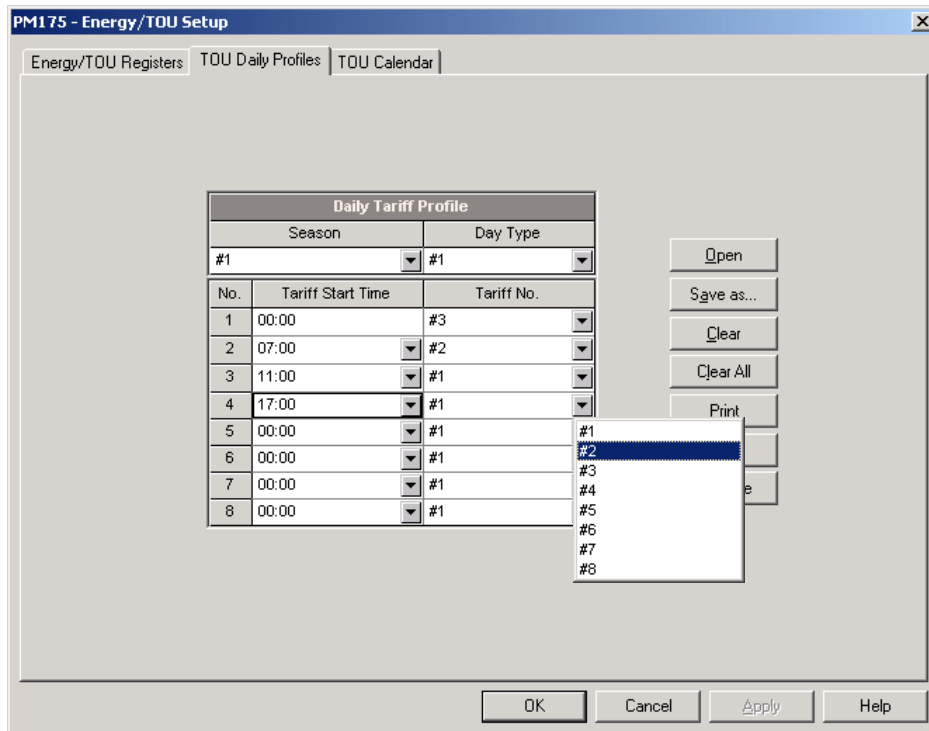 PM175 - Energy/TOU Setup
Energy/TOU Registers TOU Daily Profiles TOU Calendar
Daily Tariff Profile
Season Day Type
#1 #1
No. Tariff Start Time Tariff No.
1 00:00 #3
2 07:00 #2
3 11:00 #1
4 17:00 #1
5 00:00 #1
6 00:00 #1
7 00:00 #1
8 00:00 #1
#1
#2
#3
#4
#5
#6
#7
#8
Open
Save as...
Clear
Clear All
Print
e
OK Cancel Apply Help